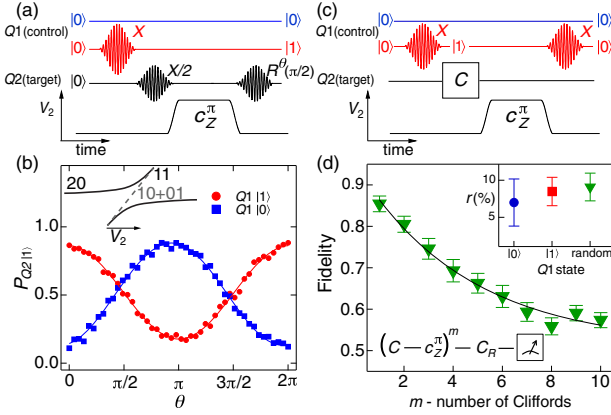 (a)
|0⟩ |0⟩
Q1(control) X
|0⟩ |1⟩
X/2 R^θ(π/2)
Q2(target) |0⟩
V_2 c_Z^π
time
(c)
|0⟩ |0⟩
Q1(control) X X
|0⟩ |1⟩ |0⟩
Q2(target) C
V_2 c_Z^π
time
(b)
20 11
10+01
V_2
Q1 |1⟩
Q1 |0⟩
P_{Q2 |1⟩}
1.0
0.5
0.0
0 π/2 π 3π/2 2π
θ
(d)
Fidelity
0.9
0.8
0.7
0.6
0.5
r(%)
10
5
|0⟩ |1⟩ random
Q1 state
(C — c_Z^π)^m — C_R —
2 4 6 8 10
m - number of Cliffords